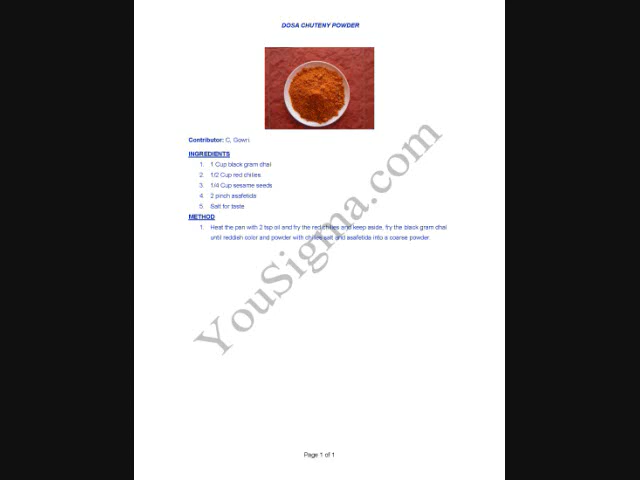 DOSA CHUTENY POWDER
Contributor: C, Gowri
INGREDIENTS
1. 1 Cup black gram dhal
2. 1/2 Cup red chilies
3. 1/4 Cup sesame seeds
4. 2 pinch asafetida
5. Salt for taste
METHOD
1. Heat the pan with 2 tsp oil and fry the red chilies and keep aside, fry the black gram dhal
until reddish color and powder with chilies salt and asafetida into a coarse powder.
YouSigma.com
Page 1 of 1